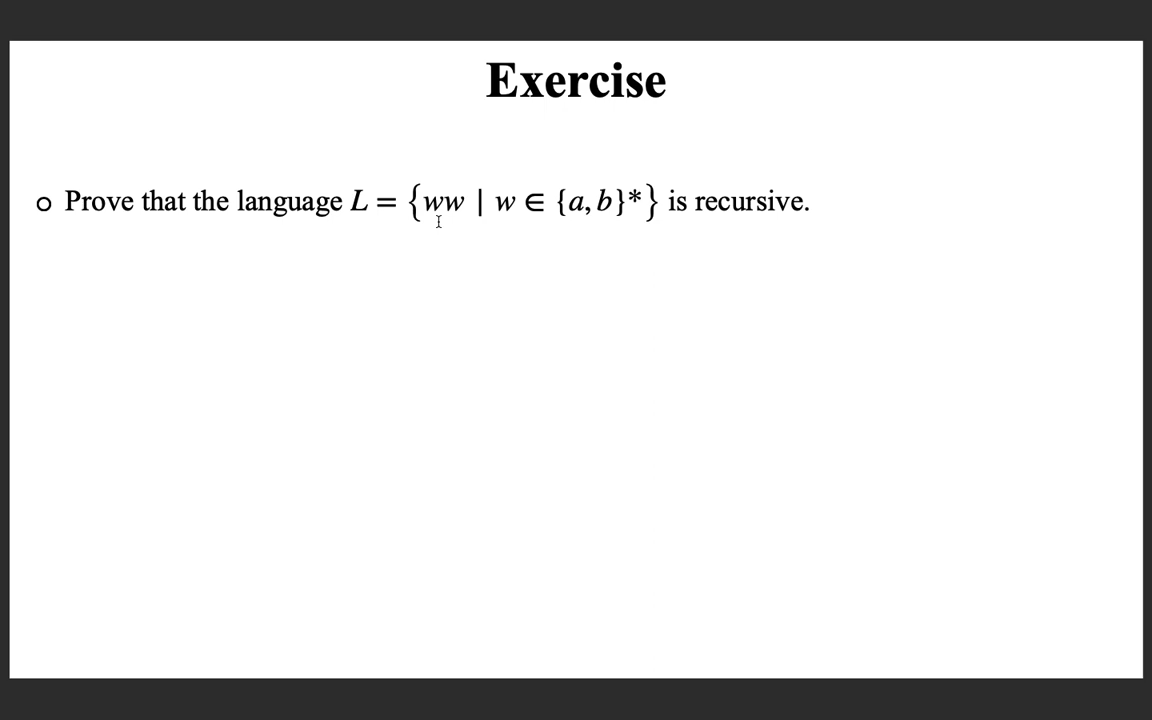 Exercise
o Prove that the language L = {ww | w ∈ {a, b}*} is recursive.